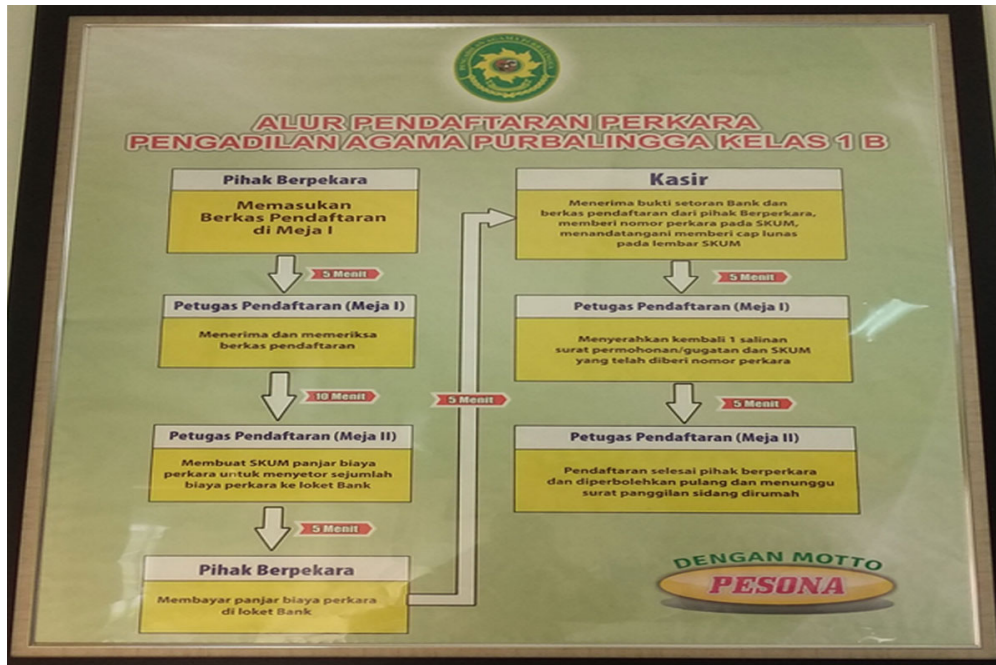 ALUR PENDAFTARAN PERKARA
PENGADILAN AGAMA PURBALINGGA KELAS 1 B
Pihak Berpekara
Memasukan
Berkas Pendaftaran
di Meja I
5 Menit
Petugas Pendaftaran (Meja I)
Menerima dan memeriksa
berkas pendaftaran
10 Menit
Petugas Pendaftaran (Meja II)
Membuat SKUM panjar biaya
perkara untuk menyetor sejumlah
biaya perkara ke loket Bank
5 Menit
Pihak Berpekara
Membayar panjar biaya perkara
di loket Bank
5 Menit
Kasir
Menerima bukti setoran Bank dan
berkas pendaftaran dari pihak Berperkara,
memberi nomor perkara pada SKUM,
menandatangani memberi cap lunas
pada lembar SKUM
5 Menit
Petugas Pendaftaran (Meja I)
Menyerahkan kembali 1 salinan
surat permohonan/gugatan dan SKUM
yang telah diberi nomor perkara
5 Menit
Petugas Pendaftaran (Meja II)
Pendaftaran selesai pihak berperkara
dan diperbolehkan pulang dan menunggu
surat panggilan sidang dirumah
DENGAN MOTTO
PESONA